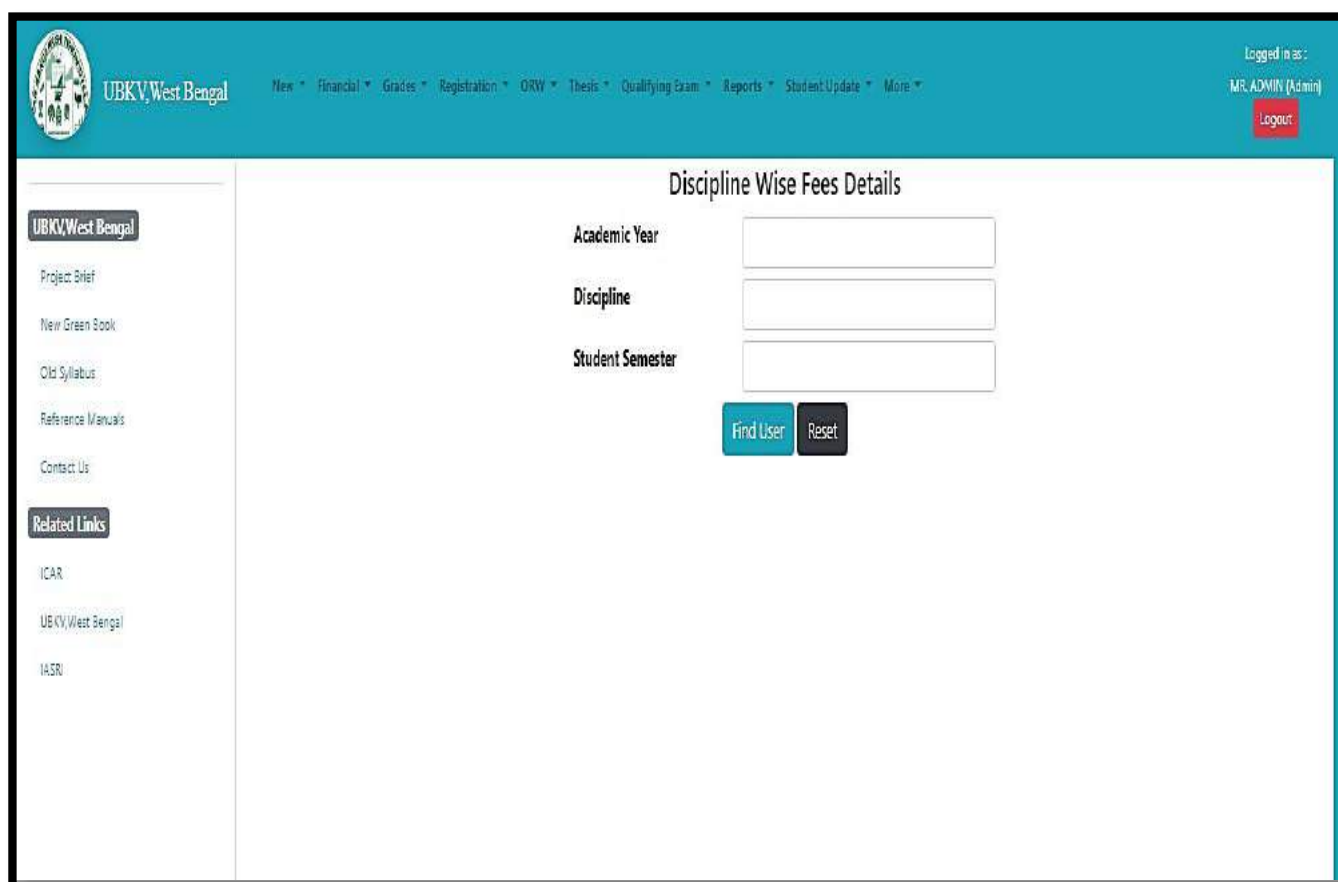 UBKV,West Bengal
New Financial Grades Registration ORW Thesis Qualifying Exam Reports Student Update More
Logged in as :
MR. ADMIN (Admin)
Logout
UBKV,West Bengal
Project Brief
New Green Book
Old Syllabus
Reference Manuals
Contact Us
Related Links
ICAR
UBKV,West Bengal
IASRI
Discipline Wise Fees Details
Academic Year
Discipline
Student Semester
Find User Reset